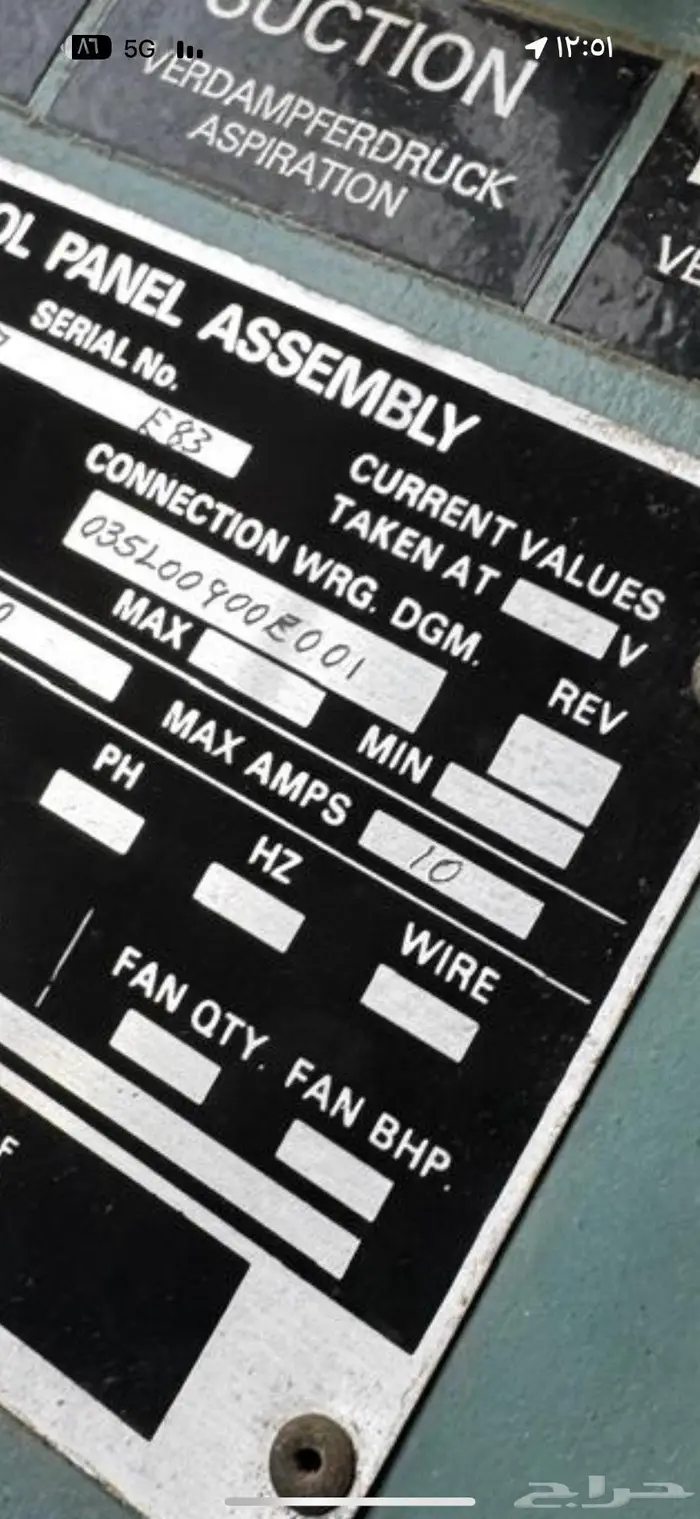 ٨٦ 5G ١٢:٥١
SUCTION
VERDAMPFERDRUCK
ASPIRATION
OL PANEL ASSEMBLY
SERIAL No.
E83
CURRENT VALUES
TAKEN AT V
CONNECTION WRG. DGM.
035L00900E001
REV
MAX
MIN
MAX AMPS
10
PH
HZ
WIRE
FAN QTY.
FAN BHP.
F
حراج